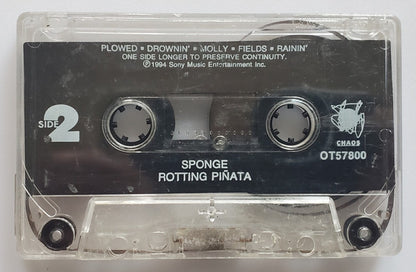 PLOWED • DROWNIN' • MOLLY • FIELDS • RAININ'
ONE SIDE LONGER TO PRESERVE CONTINUITY.
℗1994 Sony Music Entertainment Inc.
SIDE 2
CHAOS
OT57800
SPONGE
ROTTING PIÑATA